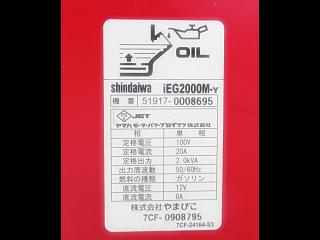 OIL
shindaiwa iEG2000M-Y
機番 51917-0008695
JET
ヤマハモーターパワープロダクツ株式会社
相 単相
定格電圧 100V
定格電流 20A
定格出力 2.0kVA
出力周波数 50/60Hz
燃料の種類 ガソリン
直流電圧 12V
直流電流 8A
株式会社やまびこ
7CF-0908795
7CF-24164-S3